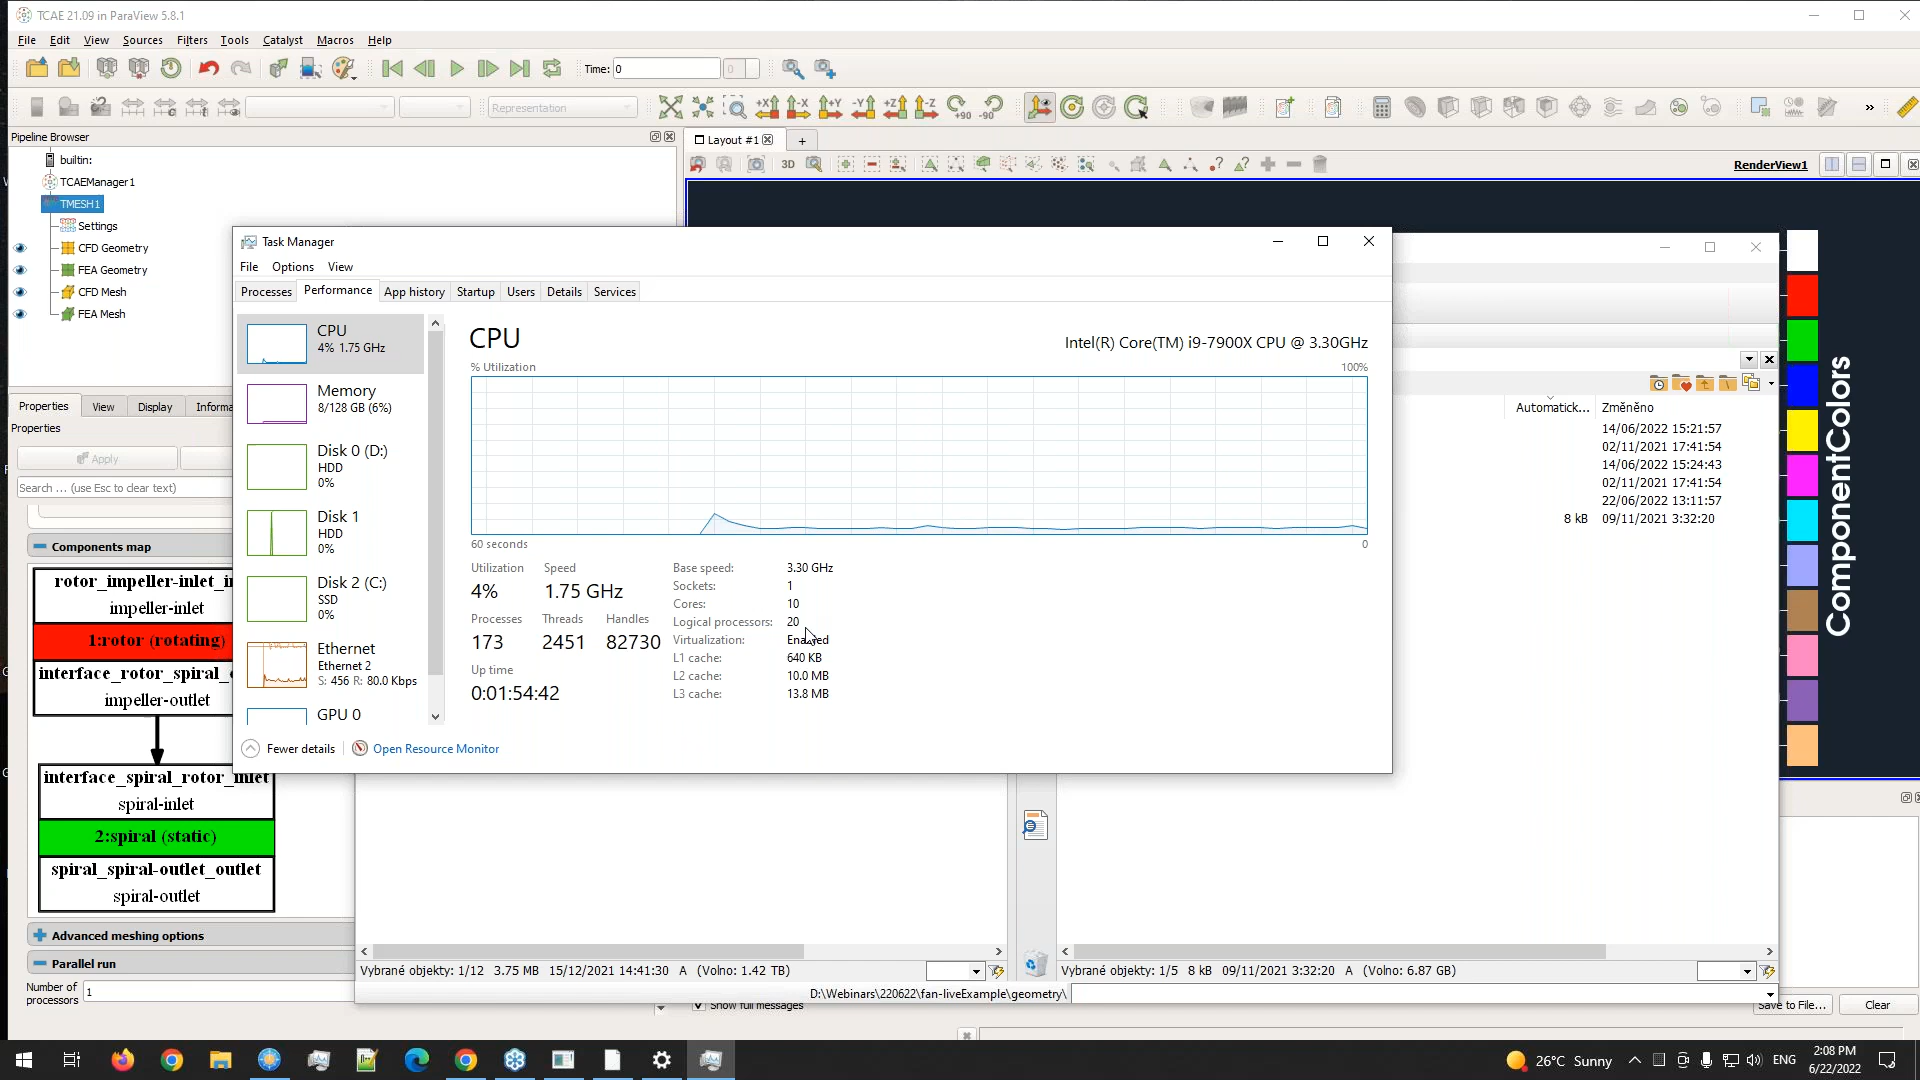 TCAE 21.09 in ParaView 5.8.1
File Edit View Sources Filters Tools Catalyst Macros Help
Time: 0
0
Representation
+X -X +Y -Y +Z -Z +90 -90
Pipeline Browser
Layout #1
3D
RenderView1
builtin:
TCAEManager1
TMESH1
Settings
CFD Geometry
FEA Geometry
CFD Mesh
FEA Mesh
Properties View Display Informa
Properties
Apply
Search ... (use Esc to clear text)
Components map
rotor_impeller-inlet_in
impeller-inlet
1:rotor (rotating)
interface_rotor_spiral_o
impeller-outlet
interface_spiral_rotor_inlet
spiral-inlet
2:spiral (static)
spiral_spiral-outlet_outlet
spiral-outlet
Advanced meshing options
Parallel run
Number of
processors
1
Task Manager
File Options View
Processes Performance App history Startup Users Details Services
CPU
4% 1.75 GHz
Memory
8/128 GB (6%)
Disk 0 (D:)
HDD
0%
Disk 1
HDD
0%
Disk 2 (C:)
SSD
0%
Ethernet
Ethernet 2
S: 456 R: 80.0 Kbps
GPU 0
CPU
Intel(R) Core(TM) i9-7900X CPU @ 3.30GHz
% Utilization
100%
60 seconds
0
Utilization
4%
Speed
1.75 GHz
Processes
173
Threads
2451
Handles
82730
Up time
0:01:54:42
Base speed: 3.30 GHz
Sockets: 1
Cores: 10
Logical processors: 20
Virtualization: Enabled
L1 cache: 640 KB
L2 cache: 10.0 MB
L3 cache: 13.8 MB
Fewer details
Open Resource Monitor
Automatick... Změněno
14/06/2022 15:21:57
02/11/2021 17:41:54
14/06/2022 15:24:43
02/11/2021 17:41:54
22/06/2022 13:11:57
8 kB 09/11/2021 3:32:20
ComponentColors
Vybrané objekty: 1/12 3.75 MB 15/12/2021 14:41:30 A (Volno: 1.42 TB)
Vybrané objekty: 1/5 8 kB 09/11/2021 3:32:20 A (Volno: 6.87 GB)
D:\Webinars\220622\fan-liveExample\geometry\
Show full messages
Save to File...
Clear
26°C Sunny
ENG
2:08 PM
6/22/2022